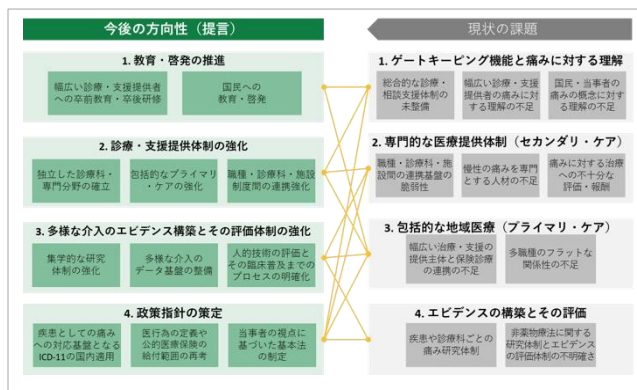 今後の方向性（提言）
1. 教育・啓発の推進
幅広い診療・支援提供者
への卒前教育・卒後研修
国民への
教育・啓発
2. 診療・支援提供体制の強化
独立した診療科・
専門分野の確立
包括的なプライマ
リ・ケアの強化
職種・診療科・施設
制度間の連携強化
3. 多様な介入のエビデンス構築とその評価体制の強化
集学的な研究
体制の強化
多様な介入の
データ基盤の整備
人的技術の評価と
その臨床普及までの
プロセスの明確化
4. 政策指針の策定
疾患としての痛み
への対応基盤となる
ICD-11の国内適用
医行為の定義や
公的医療保険の
給付範囲の再考
当事者の視点に
基づいた基本法
の制定
現状の課題
1. ゲートキーピング機能と痛みに対する理解
総合的な診療・
相談支援体制の
未整備
幅広い診療・支援
提供者の痛みに対
する理解の不足
国民・当事者の
痛みの概念に対す
る理解の不足
2. 専門的な医療提供体制（セカンダリ・ケア）
職種・診療科・施
設間の連携基盤の
脆弱性
慢性の痛みを専門
とする人材の不足
痛みに対する治療
への不十分な
評価・報酬
3. 包括的な地域医療（プライマリ・ケア）
幅広い治療・支援の
提供主体と保険診療
の連携の不足
多職種のフラットな
関係性の不足
4. エビデンスの構築とその評価
疾患や診療科ごとの
痛み研究体制
非薬物療法に関する
研究体制とエビデンス
の評価体制の不明確さ